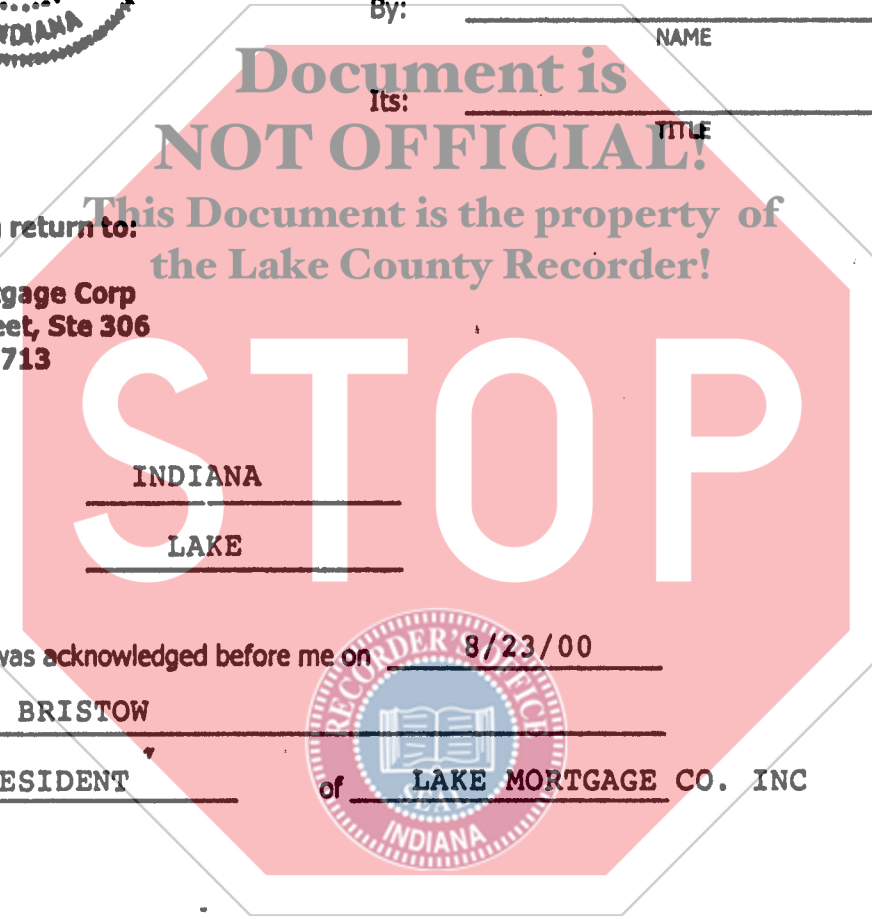 By:
INDIANA
NAME
Document is
Its:
TITLE
NOT OFFICIAL!
This Document is the property of
return to:
the Lake County Recorder!
gage Corp
eet, Ste 306
713
STOP
INDIANA
LAKE
was acknowledged before me on 8/23/00
BRISTOW
ESIDENT of LAKE MORTGAGE CO. INC
RECORDER'S OFFICE
SEAL
INDIANA